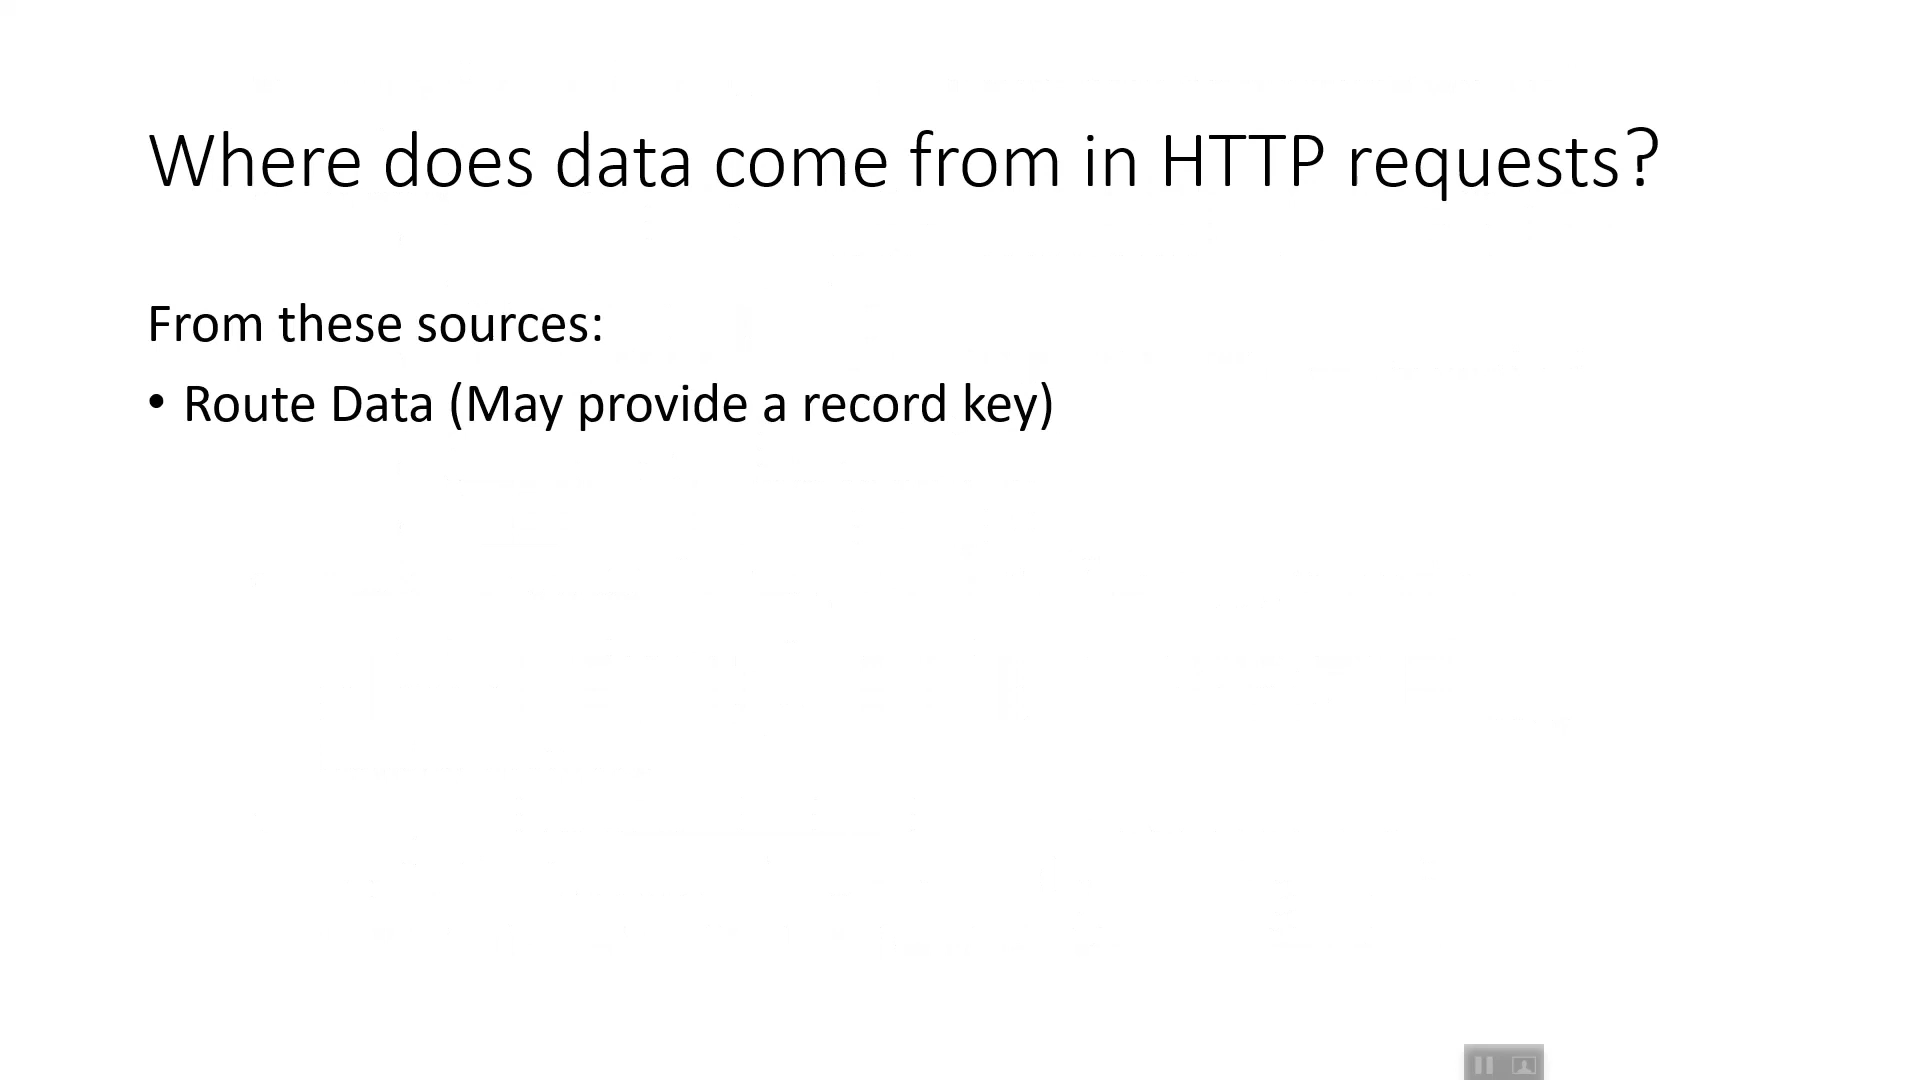 Where does data come from in HTTP requests?
From these sources:
• Route Data (May provide a record key)